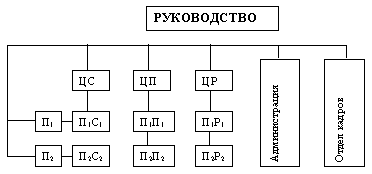 РУКОВОДСТВО
ЦС ЦП ЦР
П1 П1С1 П1П1 П1Р1
П2 П2С2 П2П2 П2Р2
Администрация
Отдел кадров